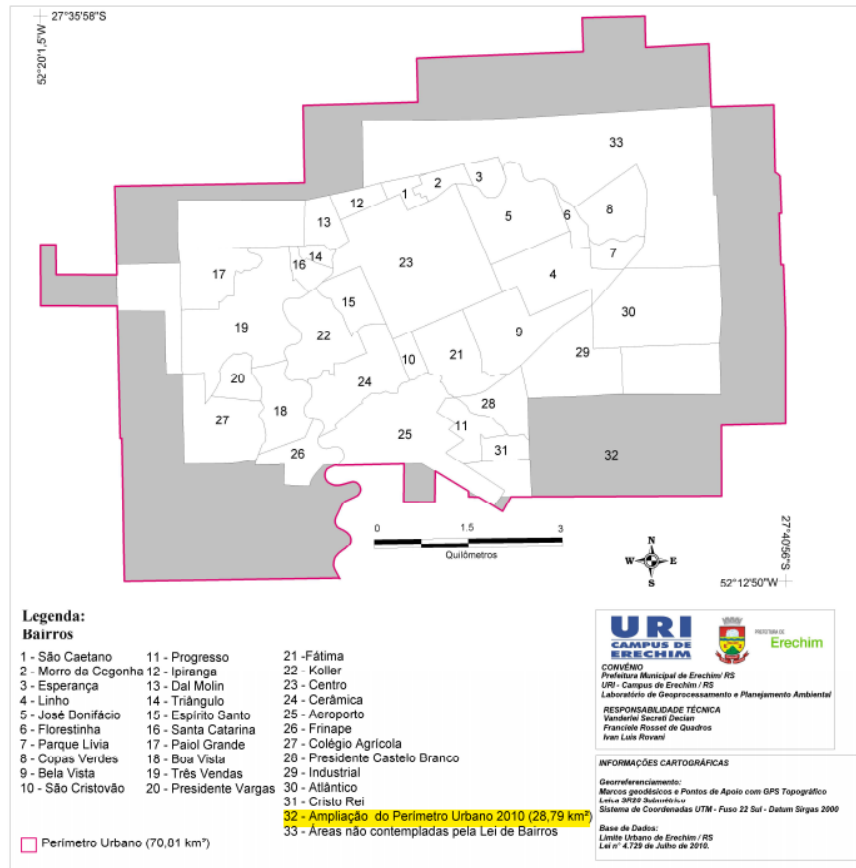 27°35'58"S
52°20'1,5"W
33
3
2
1
12
8
5
6
13
7
14
16
23
17
4
15
30
19
22
9
29
10
21
20
24
28
18
27
11
25
31
26
32
0 1.5 3
Quilômetros
N
W E
S
27°40'56"S
52°12'50"W
Legenda:
Bairros
1 - São Caetano
2 - Morro da Cegonha
3 - Esperança
4 - Linho
5 - José Donifácio
6 - Florestinha
7 - Parque Lívia
8 - Copas Verdes
9 - Bela Vista
10 - São Cristovão
11 - Progresso
12 - Ipiranga
13 - Dal Molin
14 - Triângulo
15 - Espírito Santo
16 - Santa Catarina
17 - Paiol Grande
18 - Boa Vista
19 - Três Vendas
20 - Presidente Vargas
21 -Fátima
22 - Koller
23 - Centro
24 - Cerâmica
25 - Aeroporto
26 - Frinape
27 - Colégio Agrícola
28 - Presidente Castelo Branco
29 - Industrial
30 - Atlântico
31 - Cristo Rei
32 - Ampliação do Perímetro Urbano 2010 (28,79 km²)
33 - Áreas não contempladas pela Lei de Bairros
Perímetro Urbano (70,01 km²)
URI
CAMPUS DE
ERECHIM
PREFEITURA DE
Erechim
CONVÊNIO
Prefeitura Municipal de Erechim/ RS
URI - Campus de Erechim / RS
Laboratório de Geoprocessamento e Planejamento Ambiental
RESPONSABILIDADE TÉCNICA
Vanderlei Secreti Decian
Franciele Rosset de Quadros
Ivan Luis Rovani
INFORMAÇÕES CARTOGRÁFICAS
Georreferenciamento:
Marcos geodésicos e Pontos de Apoio com GPS Topográfico
Leica SR20 Submétrico
Sistema de Coordenadas UTM - Fuso 22 Sul - Datum Sirgas 2000
Base de Dados:
Limite Urbano de Erechim / RS
Lei n° 4.729 de Julho de 2010.